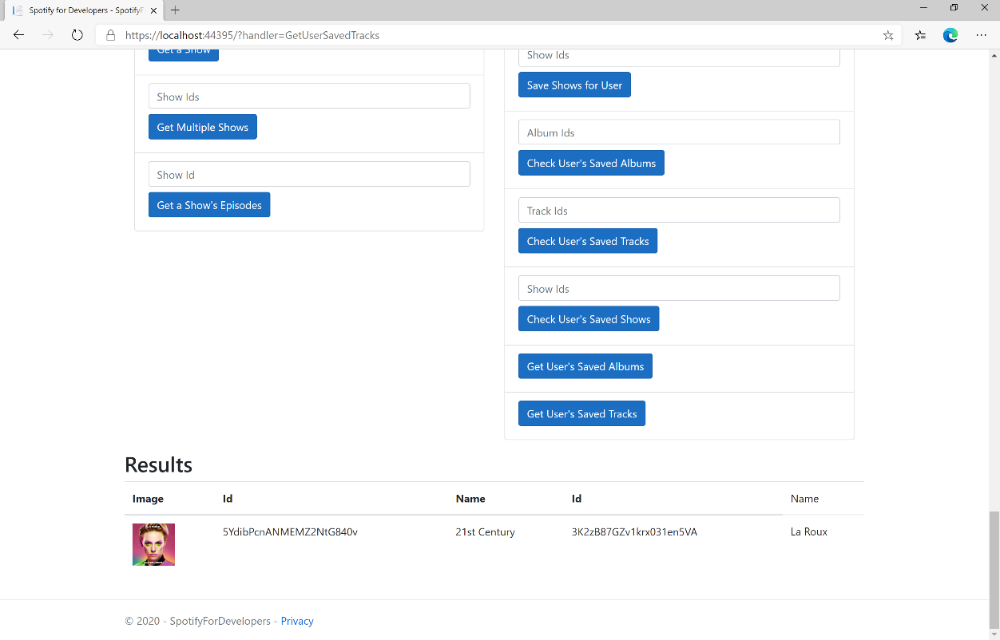 Spotify for Developers - SpotifyF
https://localhost:44395/?handler=GetUserSavedTracks
Get a Show
Show Ids
Get Multiple Shows
Show Id
Get a Show's Episodes
Show Ids
Save Shows for User
Album Ids
Check User's Saved Albums
Track Ids
Check User's Saved Tracks
Show Ids
Check User's Saved Shows
Get User's Saved Albums
Get User's Saved Tracks
Results
Image Id Name Id Name
5YdibPcnANMEMZ2NtG840v 21st Century 3K2zB87GZv1krx031en5VA La Roux
© 2020 - SpotifyForDevelopers - Privacy